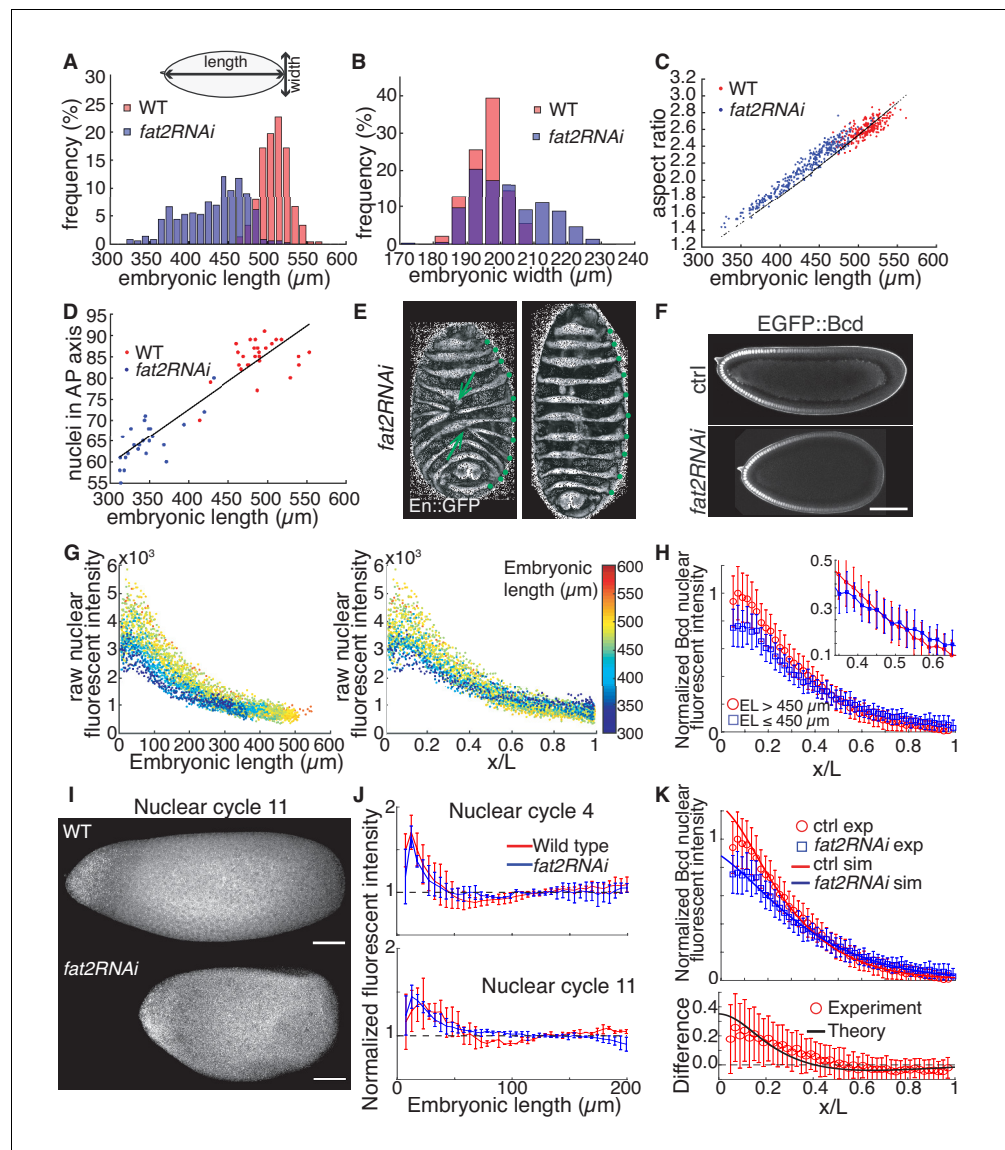 A
length
width
frequency (%)
30
25
20
15
10
5
0
WT
fat2RNAi
300 350 400 450 500 550 600
embryonic length (µm)
B
frequency (%)
40
30
20
10
0
WT
fat2RNAi
170 180 190 200 210 220 230 240
embryonic width (µm)
C
WT
fat2RNAi
aspect ratio
3.2
3.0
2.8
2.6
2.4
2.2
2.0
1.8
1.6
1.4
1.2
300 350 400 450 500 550 600
embryonic length (µm)
D
nuclei in AP axis
95
90
85
80
75
70
65
60
55
WT
fat2RNAi
300 350 400 450 500 550 600
embryonic length (µm)
E
fat2RNAi
En::GFP
F
EGFP::Bcd
ctrl
fat2RNAi
G
raw nuclear
fluorescent intensity
6 x10³
5
4
3
2
1
0
0 100 200 300 400 500 600
Embryonic length (µm)
raw nuclear
fluorescent intensity
6
5
4
3
2
1
0
0 0.2 0.4 0.6 0.8 1
x/L
Embryonic
length (µm)
600
550
500
450
400
350
300
H
Normalized Bcd nuclear
fluorescent intensity
1
0
0.5
0.3
0.1
0.4 0.5 0.6
EL > 450 µm
EL ≤ 450 µm
0 0.2 0.4 0.6 0.8 1
x/L
I
Nuclear cycle 11
WT
fat2RNAi
J
Normalized fluorescent intensity
2
1
Nuclear cycle 4
Wild type
fat2RNAi
2
1
Nuclear cycle 11
0 100 200
Embryonic length (µm)
K
Normalized Bcd nuclear
fluorescent intensity
1
0
ctrl exp
fat2RNAi exp
ctrl sim
fat2RNAi sim
Difference
0.4
0.2
0.0
Experiment
Theory
0 0.2 0.4 0.6 0.8 1
x/L